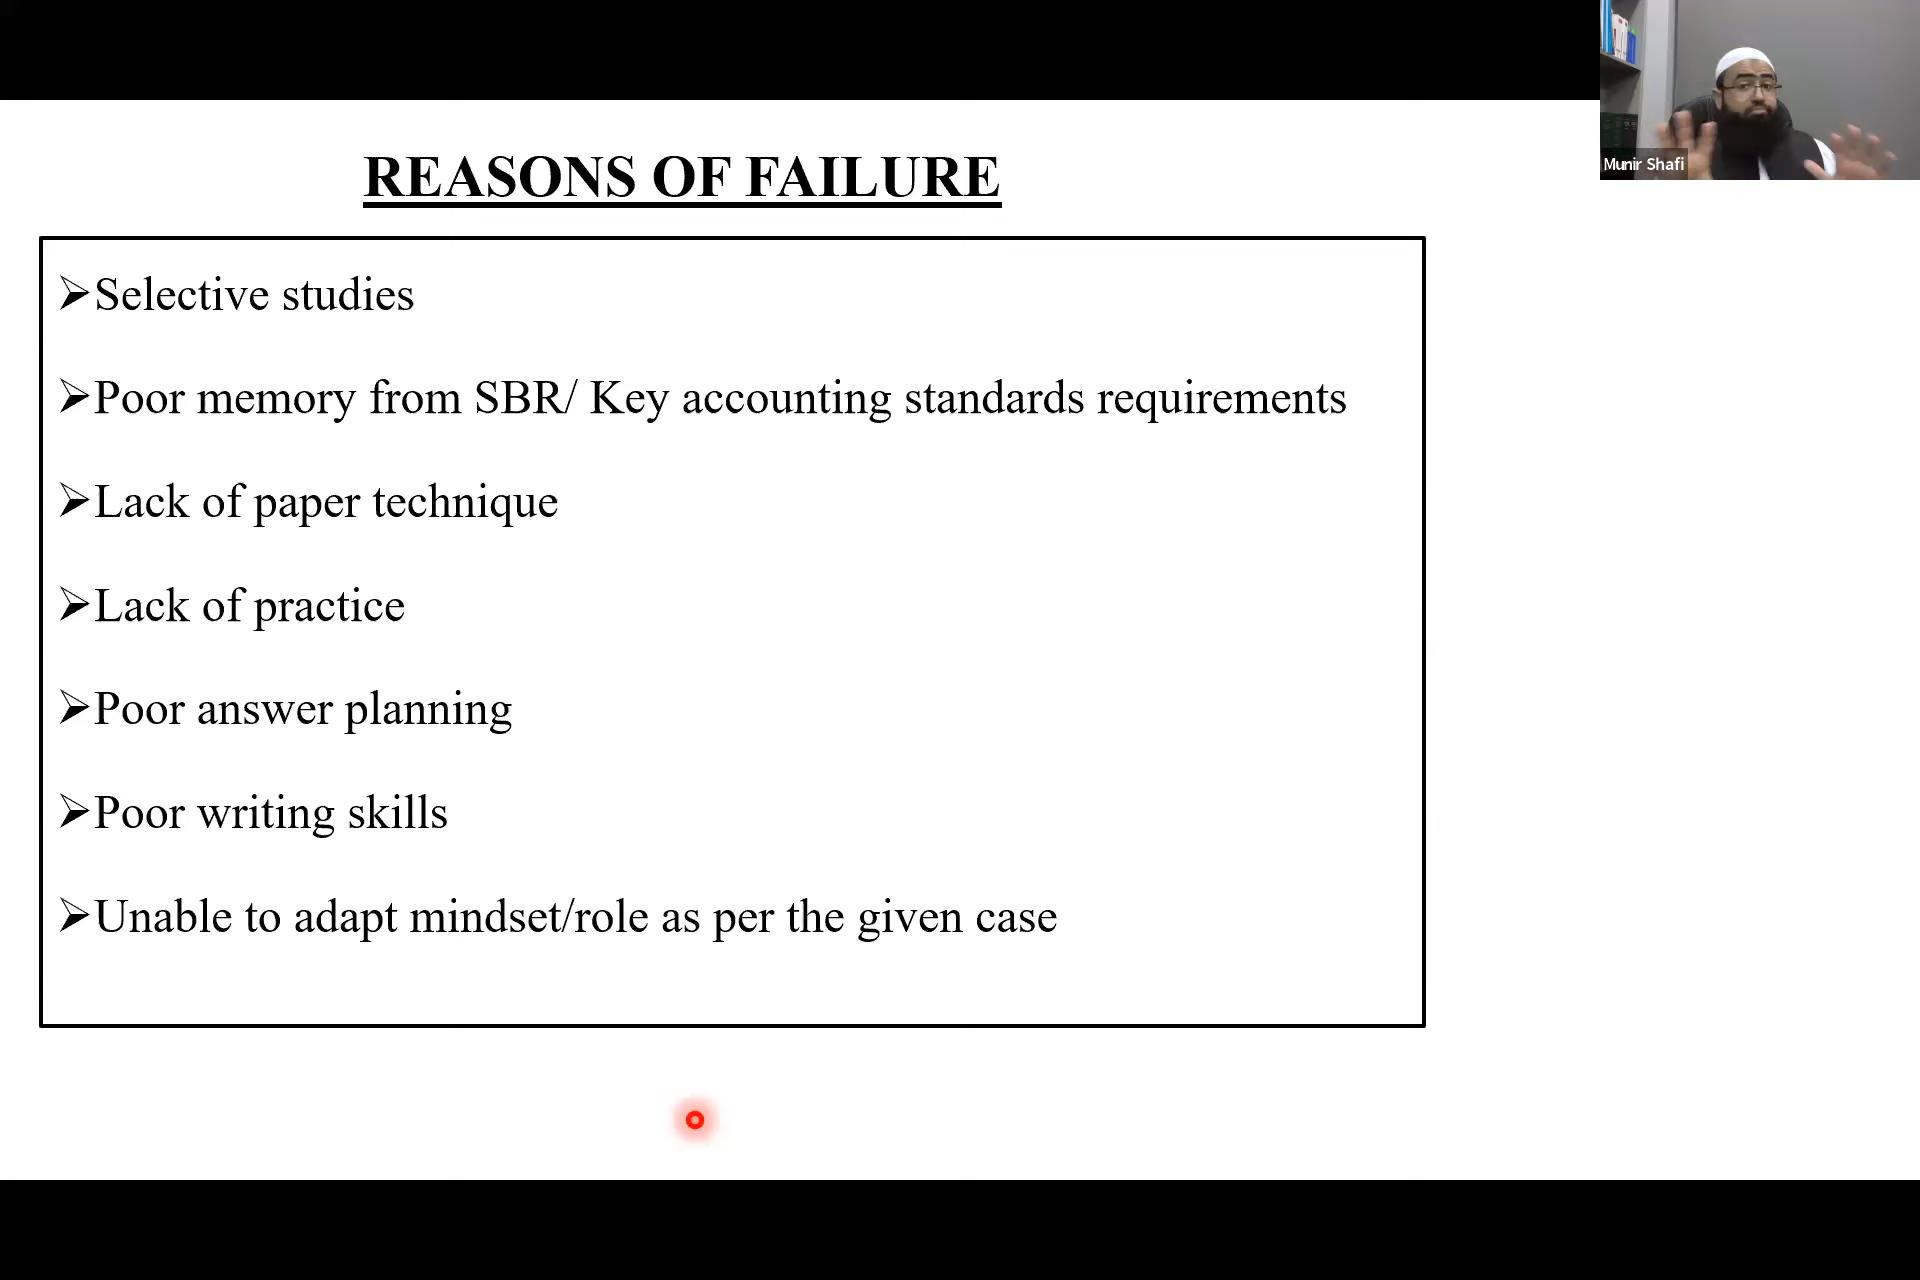 Munir Shafi
REASONS OF FAILURE
➢Selective studies
➢Poor memory from SBR/ Key accounting standards requirements
➢Lack of paper technique
➢Lack of practice
➢Poor answer planning
➢Poor writing skills
➢Unable to adapt mindset/role as per the given case